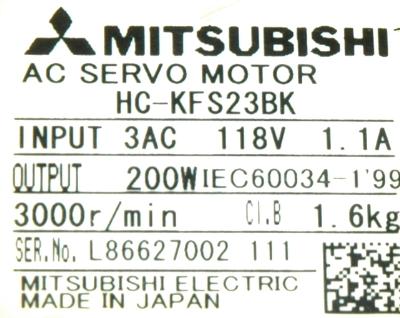 MITSUBISHI
AC SERVO MOTOR
HC-KFS23BK
INPUT 3AC 118V 1.1A
OUTPUT 200W IEC60034-1'99
3000r/min CI.B 1.6kg
SER.No. L86627002 111
MITSUBISHI ELECTRIC
MADE IN JAPAN